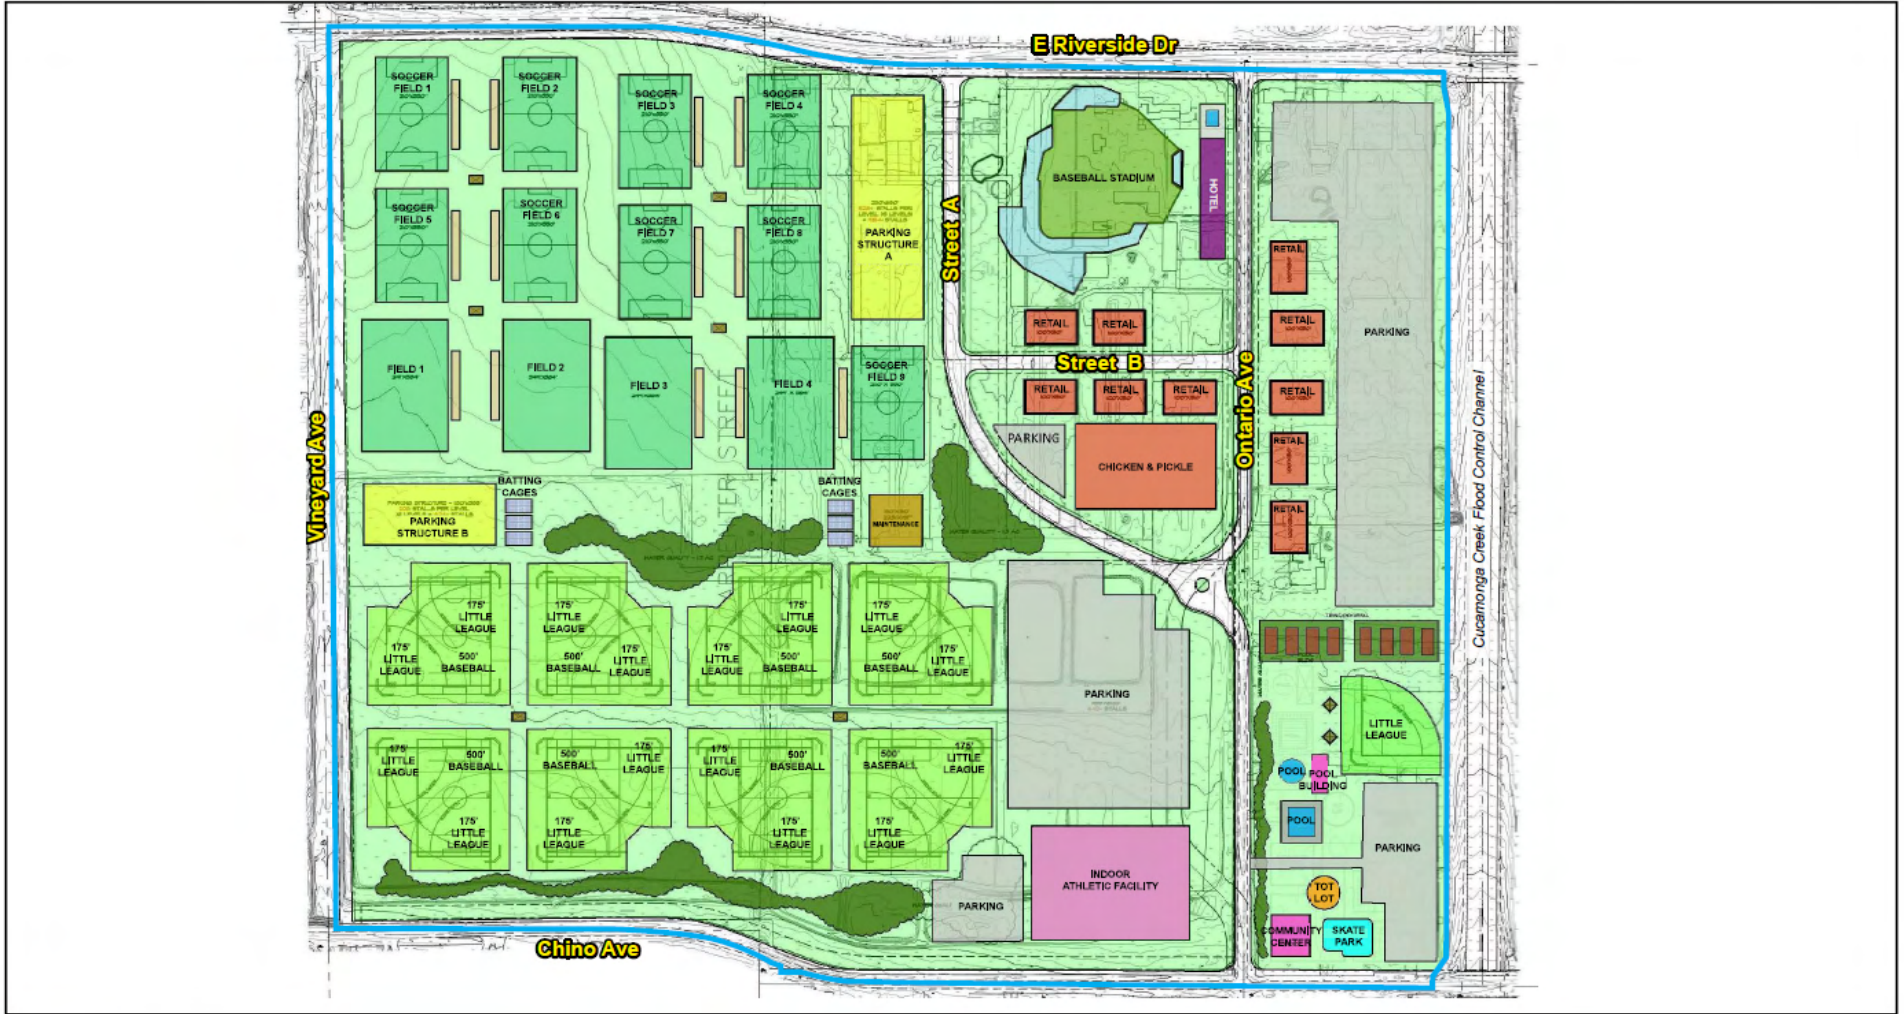 E Riverside Dr
SOCCER
FIELD 1
SOCCER
FIELD 2
SOCCER
FIELD 3
SOCCER
FIELD 4
SOCCER
FIELD 5
SOCCER
FIELD 6
SOCCER
FIELD 7
SOCCER
FIELD 8
PARKING
STRUCTURE
A
Street A
BASEBALL STADIUM
HOTEL
RETAIL
RETAIL
RETAIL
RETAIL
PARKING
Street B
Ontario Ave
FIELD 1
FIELD 2
FIELD 3
FIELD 4
SOCCER
FIELD 9
RETAIL
RETAIL
RETAIL
RETAIL
PARKING
CHICKEN & PICKLE
RETAIL
RETAIL
Vineyard Ave
Cucamonga Creek Flood Control Channel
PARKING
STRUCTURE B
BATTING
CAGES
BATTING
CAGES
MAINTENANCE
175'
LITTLE
LEAGUE
175'
LITTLE
LEAGUE
500'
BASEBALL
175'
LITTLE
LEAGUE
500'
BASEBALL
175'
LITTLE
LEAGUE
175'
LITTLE
LEAGUE
175'
LITTLE
LEAGUE
500'
BASEBALL
175'
LITTLE
LEAGUE
500'
BASEBALL
175'
LITTLE
LEAGUE
PARKING
LITTLE
LEAGUE
175'
LITTLE
LEAGUE
500'
BASEBALL
175'
LITTLE
LEAGUE
500'
BASEBALL
175'
LITTLE
LEAGUE
175'
LITTLE
LEAGUE
175'
LITTLE
LEAGUE
500'
BASEBALL
175'
LITTLE
LEAGUE
500'
BASEBALL
175'
LITTLE
LEAGUE
175'
LITTLE
LEAGUE
POOL
POOL
BUILDING
POOL
PARKING
INDOOR
ATHLETIC FACILITY
PARKING
TOT
LOT
COMMUNITY
CENTER
SKATE
PARK
Chino Ave